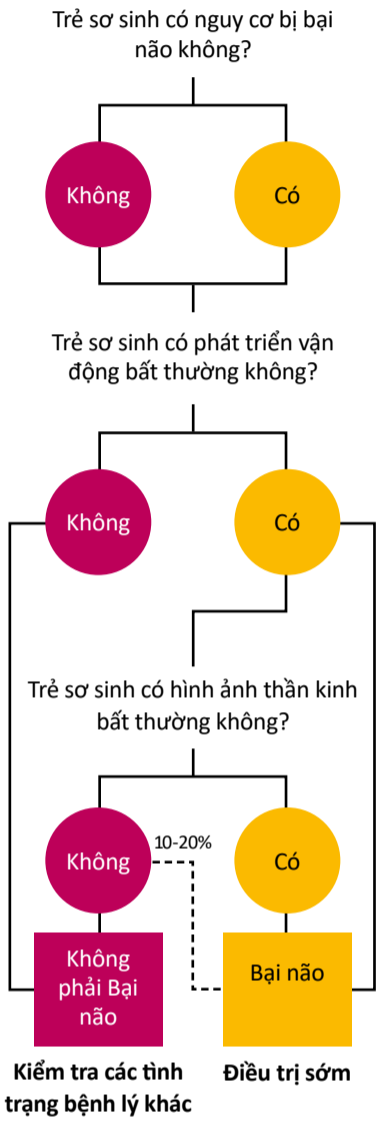 Trẻ sơ sinh có nguy cơ bị bại
não không?
Không
Có
Trẻ sơ sinh có phát triển vận
động bất thường không?
Không
Có
Trẻ sơ sinh có hình ảnh thần kinh
bất thường không?
10-20%
Không
Có
Không
phải Bại
não
Bại não
Kiểm tra các tình
trạng bệnh lý khác
Điều trị sớm